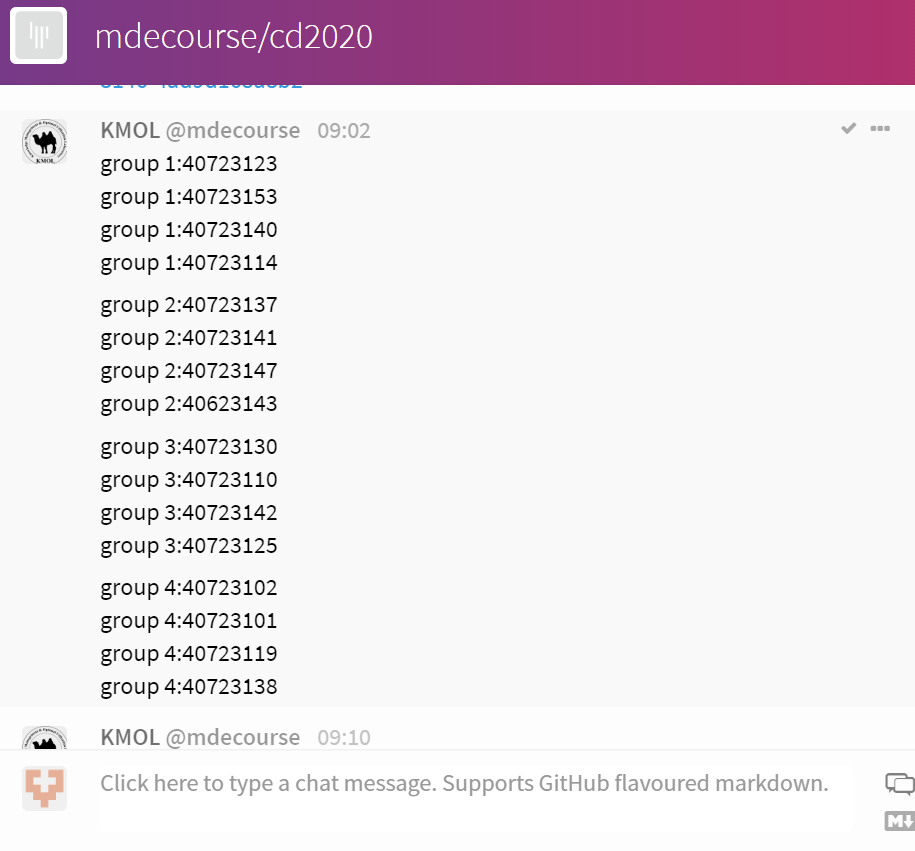 mdecourse/cd2020
KMOL @mdecourse 09:02
group 1:40723123
group 1:40723153
group 1:40723140
group 1:40723114
group 2:40723137
group 2:40723141
group 2:40723147
group 2:40623143
group 3:40723130
group 3:40723110
group 3:40723142
group 3:40723125
group 4:40723102
group 4:40723101
group 4:40723119
group 4:40723138
KMOL @mdecourse 09:10
Click here to type a chat message. Supports GitHub flavoured markdown.
M